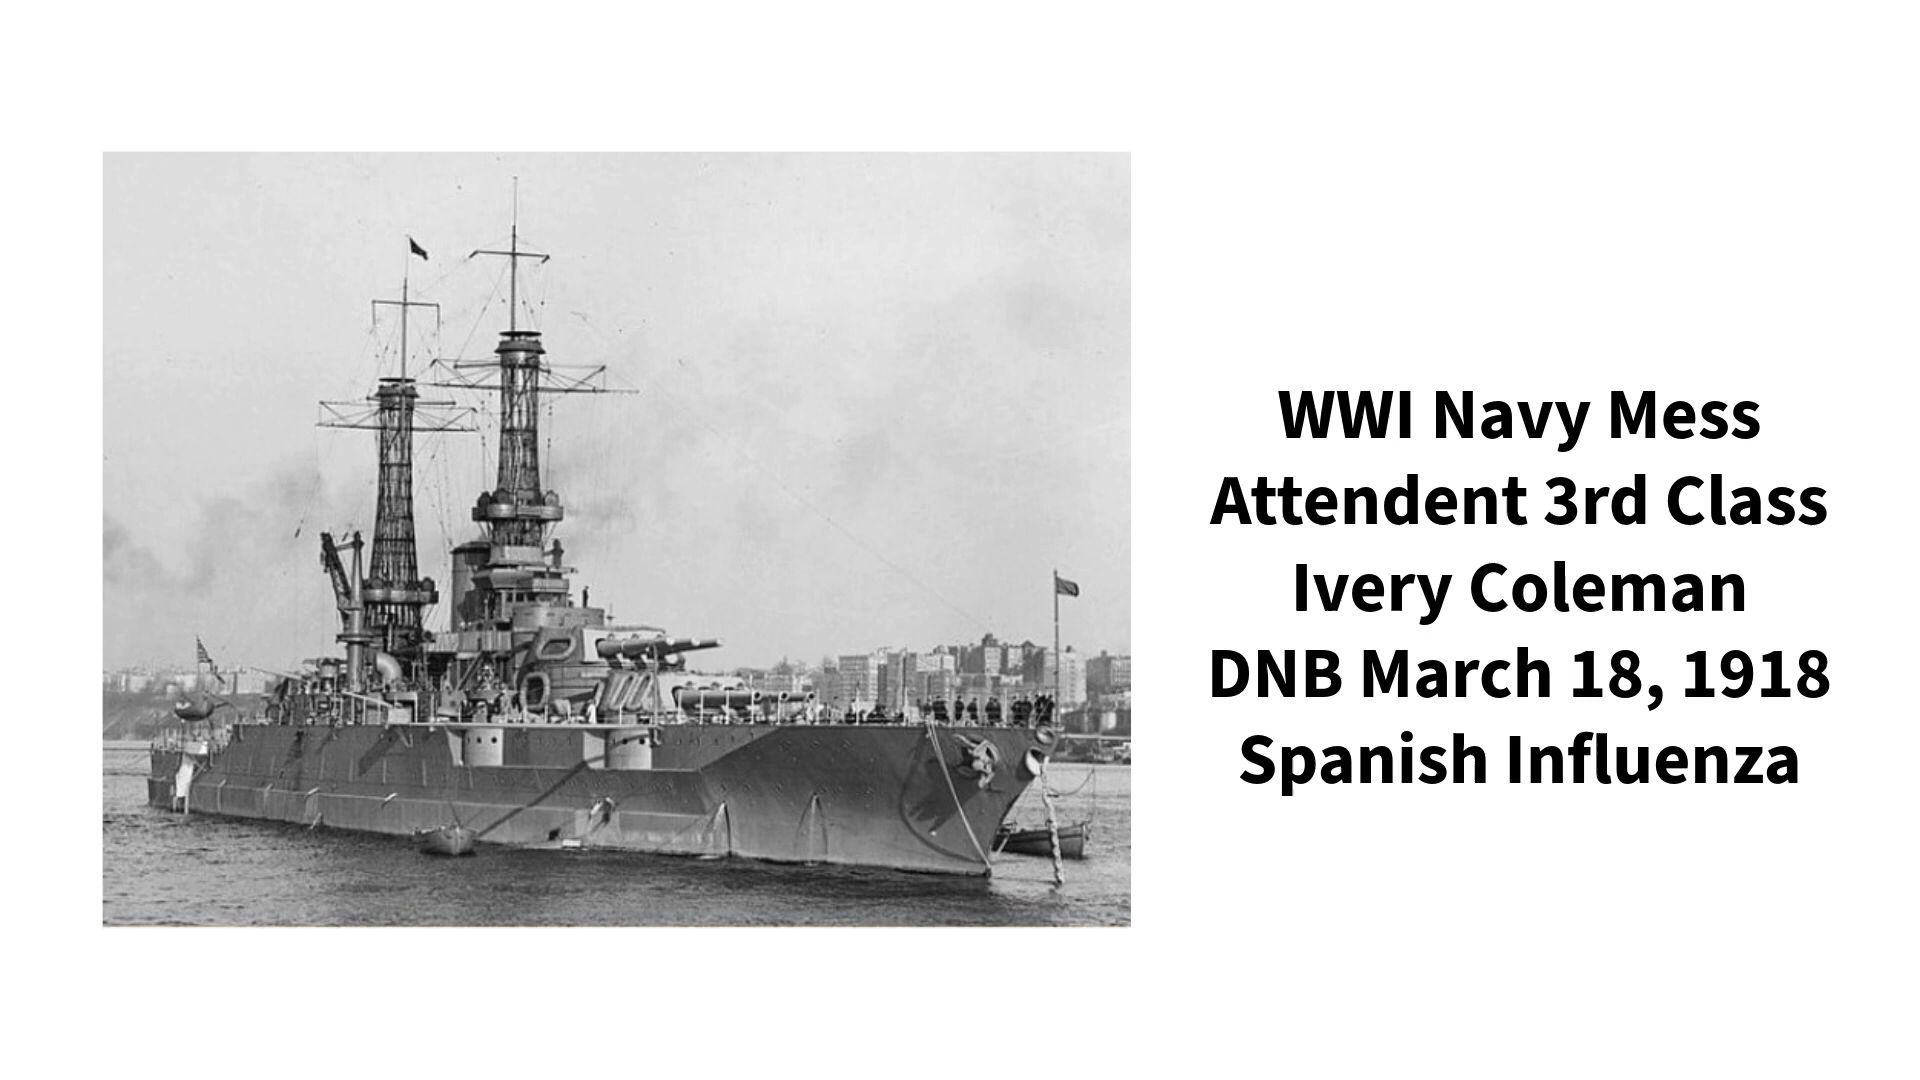 WWI Navy Mess
Attendent 3rd Class
Ivery Coleman
DNB March 18, 1918
Spanish Influenza